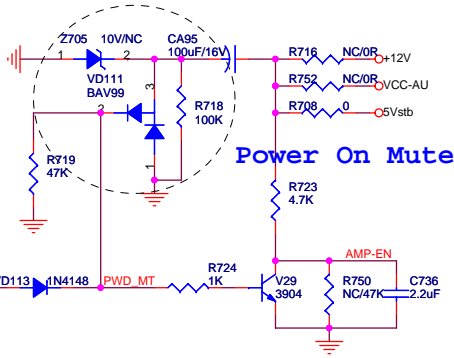 Z705 10V/NC CA95
100uF/16V
1 2
VD111
BAV99
3
R718
100K
2
1
R716 NC/0R +12V
R752 NC/0R VCC-AU
R708 0 5Vstb
Power On Mute
R719
47K
R723
4.7K
AMP-EN
VD113 1N4148 PWD_MT
R724
1K
V29
3904
R750
NC/47K
C736
2.2uF